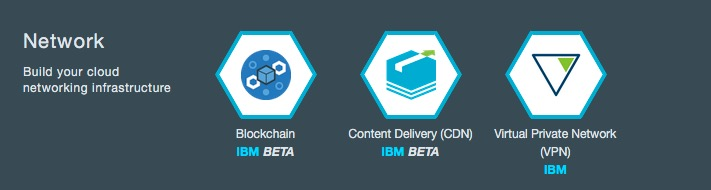 Network
Build your cloud
networking infrastructure
Blockchain
IBM BETA
Content Delivery (CDN)
IBM BETA
Virtual Private Network
(VPN)
IBM